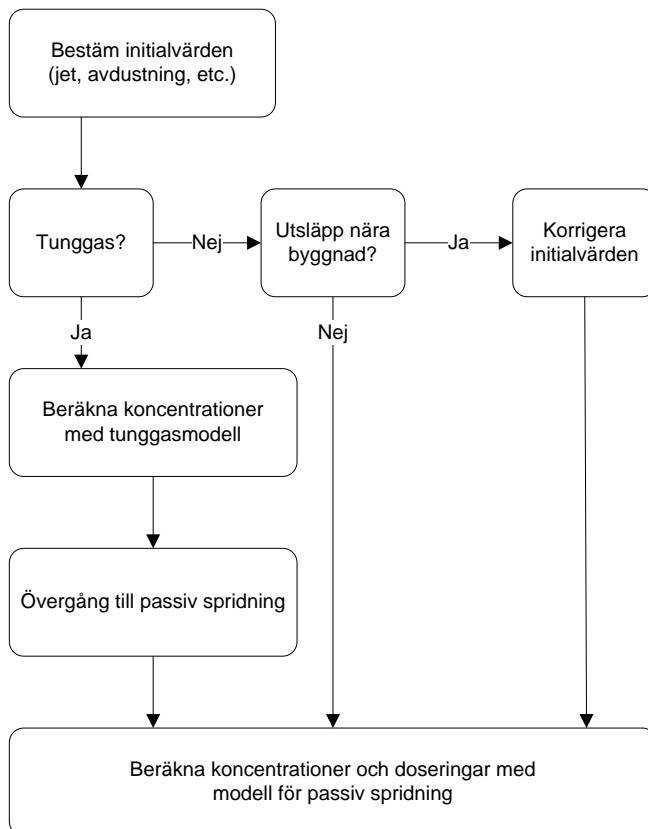 Bestäm initialvärden
(jet, avdustning, etc.)
Tunggas?
Nej
Utsläpp nära
byggnad?
Ja
Korrigera
initialvärden
Ja
Nej
Beräkna koncentrationer
med tunggasmodell
Övergång till passiv spridning
Beräkna koncentrationer och doseringar med
modell för passiv spridning